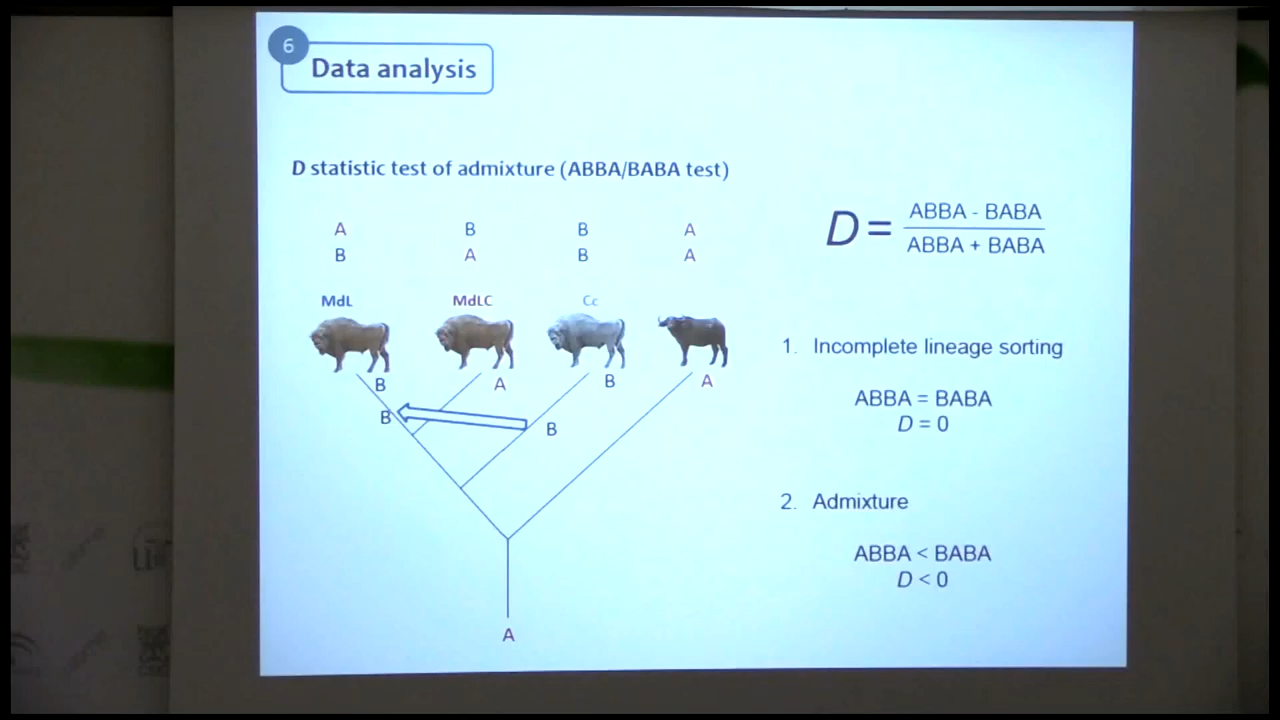 6
Data analysis
D statistic test of admixture (ABBA/BABA test)
A B B A
B A B A
MdL MdLC Cc
B A B A
B B
A
D = ABBA - BABA
ABBA + BABA
1. Incomplete lineage sorting
ABBA = BABA
D = 0
2. Admixture
ABBA < BABA
D < 0